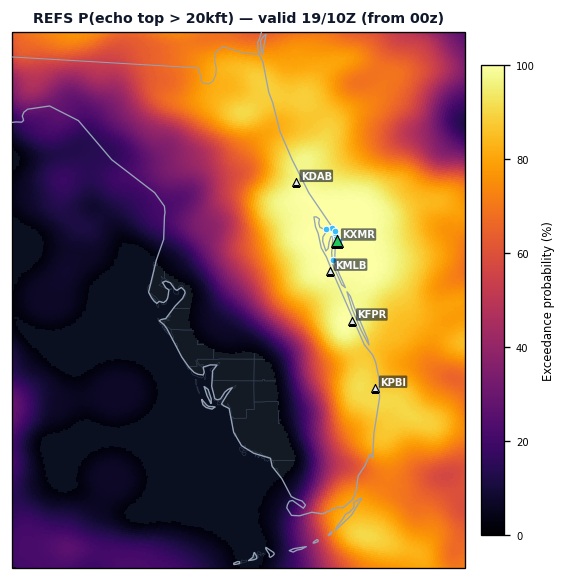 REFS P(echo top > 20kft) — valid 19/10Z (from 00z)
KDAB
KXMR
KMLB
KFPR
KPBI
100
80
60
40
20
0
Exceedance probability (%)